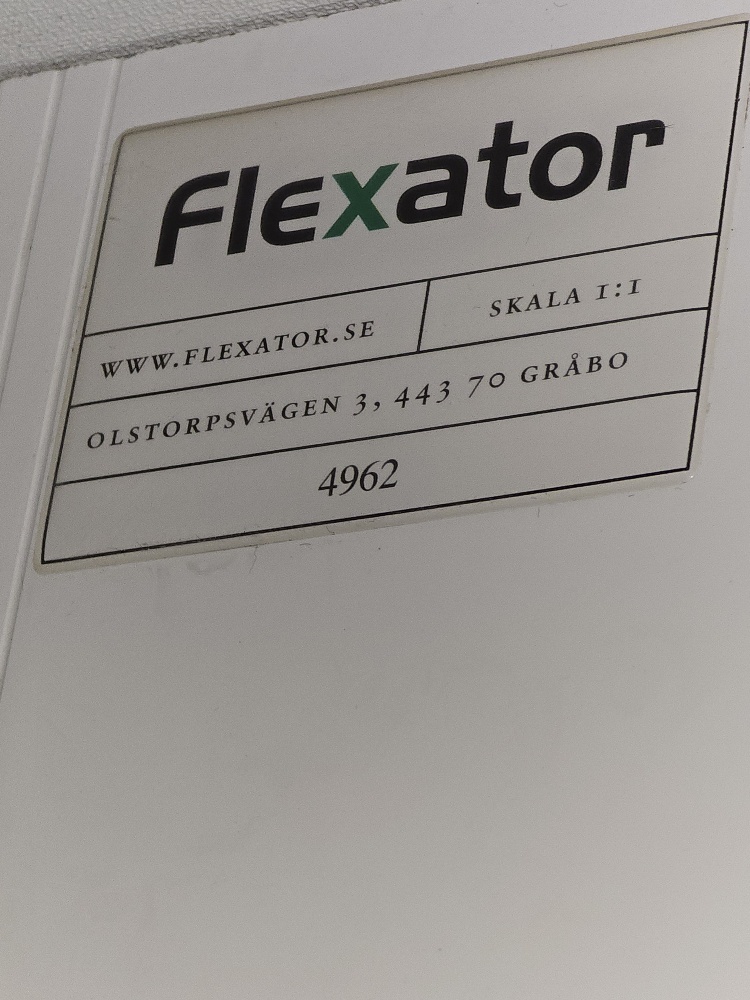 Flexator
WWW.FLEXATOR.SE
SKALA 1:1
OLSTORPSVÄGEN 3, 443 70 GRÅBO
4962